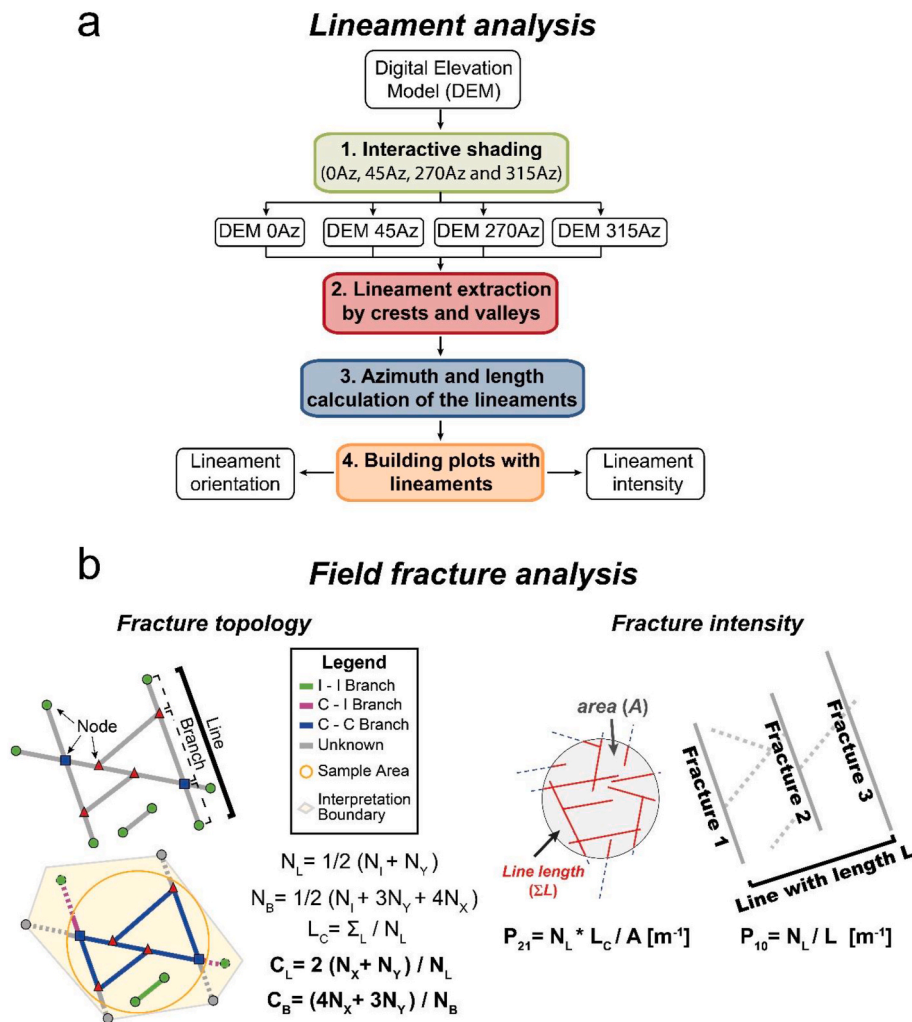 a
Lineament analysis
Digital Elevation
Model (DEM)
1. Interactive shading
(0Az, 45Az, 270Az and 315Az)
DEM 0Az
DEM 45Az
DEM 270Az
DEM 315Az
2. Lineament extraction
by crests and valleys
3. Azimuth and length
calculation of the lineaments
4. Building plots with
lineaments
Lineament
orientation
Lineament
intensity
b
Field fracture analysis
Fracture topology
Node
Branch
Line
Legend
I - I Branch
C - I Branch
C - C Branch
Unknown
Sample Area
Interpretation
Boundary
N_L= 1/2 (N_I + N_Y)
N_B= 1/2 (N_I + 3N_Y + 4N_X)
L_C= Σ_L / N_L
C_L= 2 (N_X+ N_Y) / N_L
C_B= (4N_X+ 3N_Y) / N_B
Fracture intensity
area (A)
Line length
(ΣL)
P₂₁= N_L * L_C / A [m⁻¹]
Fracture 1
Fracture 2
Fracture 3
Line with length L
P₁₀= N_L / L [m⁻¹]